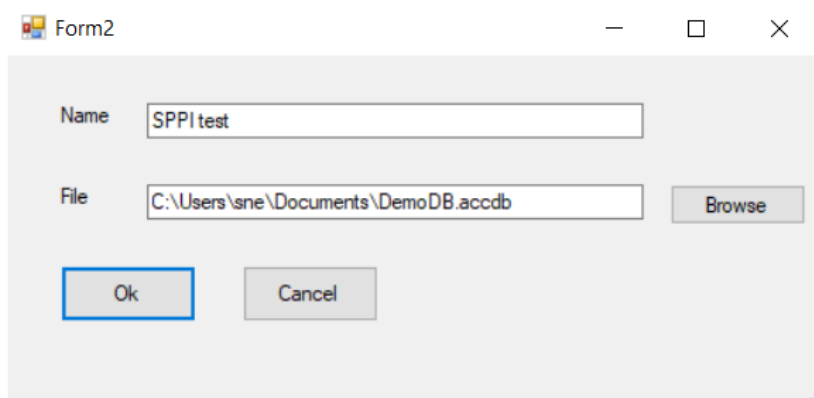 Form2
Name
SPPI test
File
C:\Users\sne\Documents\DemoDB.accdb
Browse
Ok
Cancel